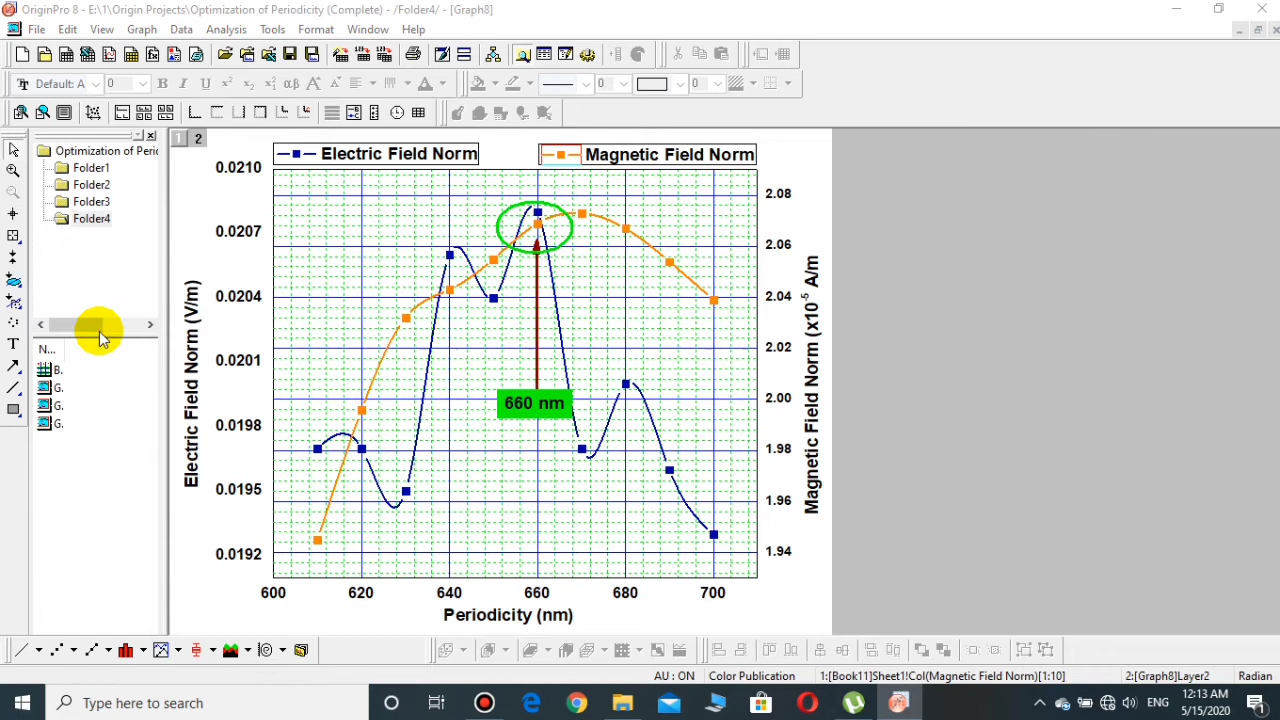 OriginPro 8 - E:\1\Origin Projects\Optimization of Periodicity (Complete) - /Folder4/ - [Graph8]
File Edit View Graph Data Analysis Tools Format Window Help
Default: A 0 B I U 0 0
1 2
Optimization of Peric
Folder1
Folder2
Folder3
Folder4
N...
B.
G.
G.
G.
Electric Field Norm
Magnetic Field Norm
0.0210
0.0207
0.0204
0.0201
0.0198
0.0195
0.0192
Electric Field Norm (V/m)
660 nm
2.08
2.06
2.04
2.02
2.00
1.98
1.96
1.94
Magnetic Field Norm (x10⁻⁵ A/m
600 620 640 660 680 700
Periodicity (nm)
AU : ON Color Publication 1:[Book11]Sheet1!Col(Magnetic Field Norm)[1:10] 2:[Graph8]Layer2 Radian
Type here to search
ENG
12:13 AM
5/15/2020
1